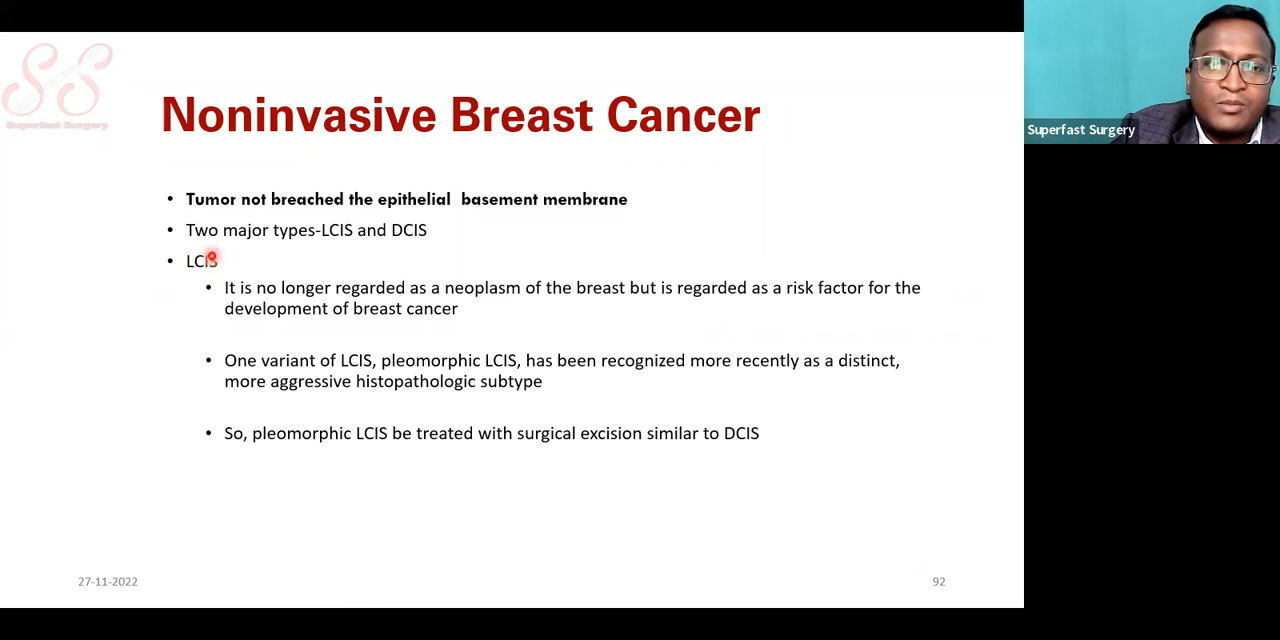 SS
Superfast Surgery
Noninvasive Breast Cancer
Superfast Surgery
• Tumor not breached the epithelial basement membrane
• Two major types-LCIS and DCIS
• LCIS
• It is no longer regarded as a neoplasm of the breast but is regarded as a risk factor for the
development of breast cancer
• One variant of LCIS, pleomorphic LCIS, has been recognized more recently as a distinct,
more aggressive histopathologic subtype
• So, pleomorphic LCIS be treated with surgical excision similar to DCIS
27-11-2022
92